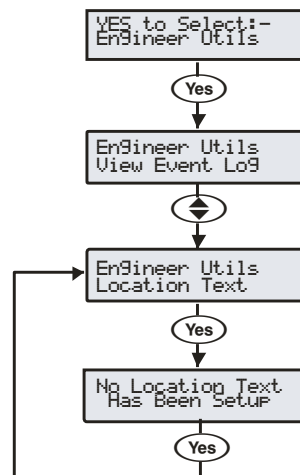 YES to Select:-
Engineer Utils
Yes
Engineer Utils
View Event Log
Engineer Utils
Location Text
Yes
No Location Text
Has Been Setup
Yes